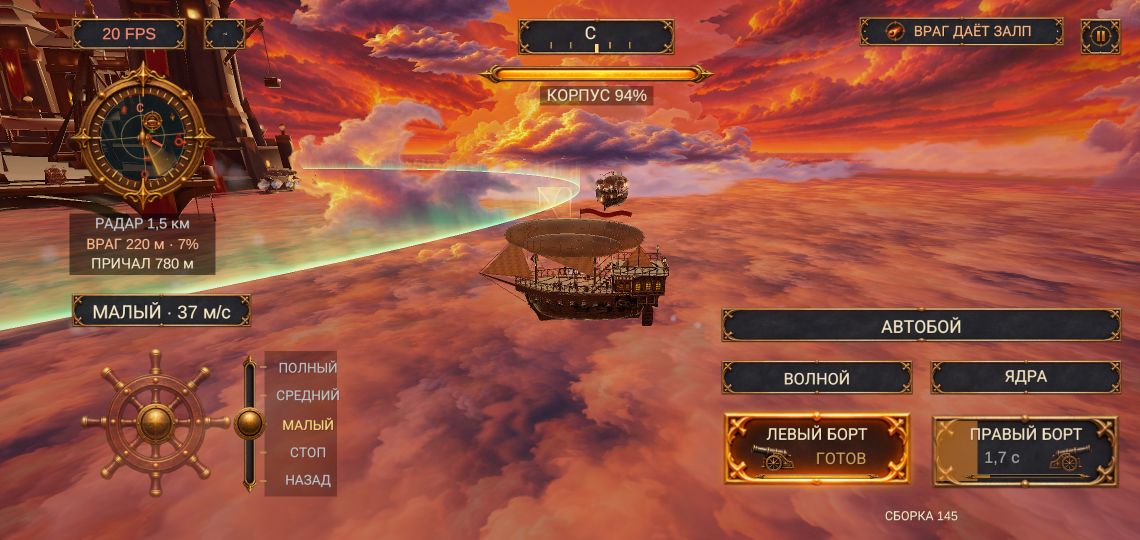 20 FPS
С
ВРАГ ДАЁТ ЗАЛП
КОРПУС 94%
С
РАДАР 1,5 км
ВРАГ 220 м · 7%
ПРИЧАЛ 780 м
МАЛЫЙ · 37 м/с
ПОЛНЫЙ
СРЕДНИЙ
МАЛЫЙ
СТОП
НАЗАД
АВТОБОЙ
ВОЛНОЙ
ЯДРА
ЛЕВЫЙ БОРТ
ГОТОВ
ПРАВЫЙ БОРТ
1,7 с
СБОРКА 145